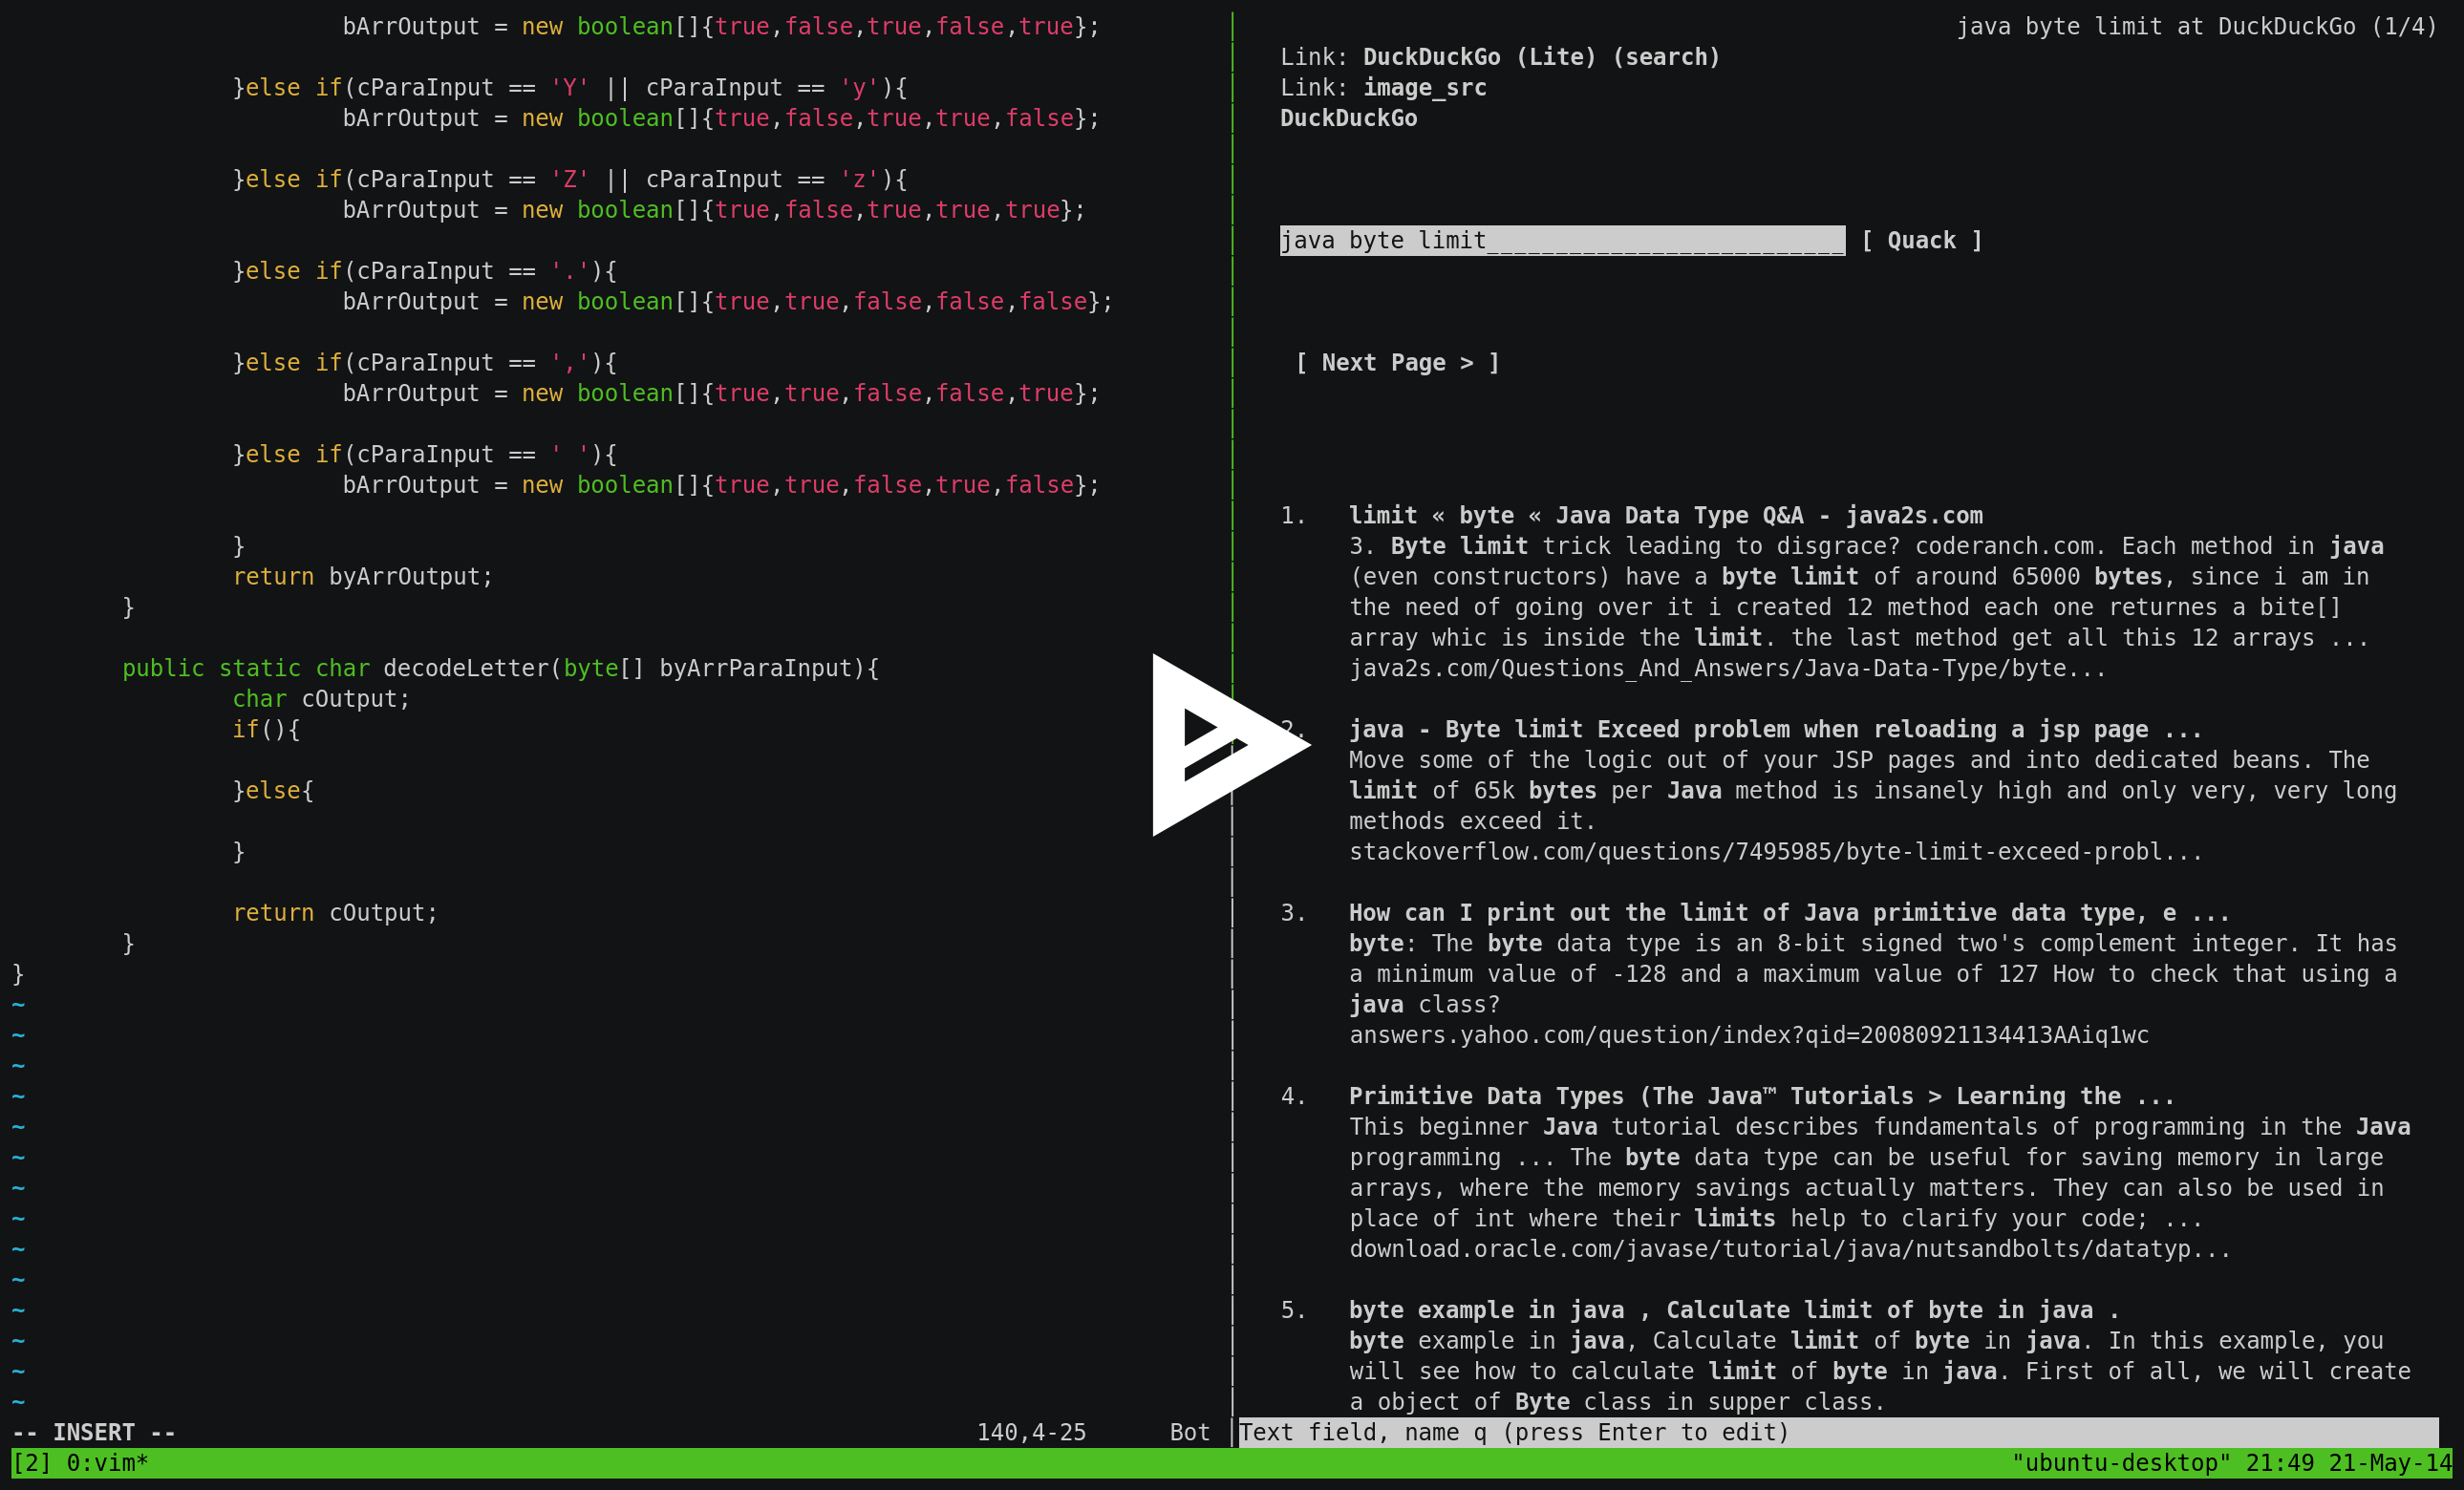 bArrOutput = new boolean[]{true,false,true,false,true};
}else if(cParaInput == 'Y' || cParaInput == 'y'){
bArrOutput = new boolean[]{true,false,true,true,false};
}else if(cParaInput == 'Z' || cParaInput == 'z'){
bArrOutput = new boolean[]{true,false,true,true,true};
}else if(cParaInput == '.'){
bArrOutput = new boolean[]{true,true,false,false,false};
}else if(cParaInput == ','){
bArrOutput = new boolean[]{true,true,false,false,true};
}else if(cParaInput == ' '){
bArrOutput = new boolean[]{true,true,false,true,false};
}
return byArrOutput;
}
public static char decodeLetter(byte[] byArrParaInput){
char cOutput;
if(){
}else{
}
return cOutput;
}
}
~
~
~
~
~
~
~
~
~
~
~
~
~
~
-- INSERT -- 140,4-25 Bot
java byte limit at DuckDuckGo (1/4)
Link: DuckDuckGo (Lite) (search)
Link: image_src
DuckDuckGo
java byte limit__________________________ [ Quack ]
[ Next Page > ]
1. limit « byte « Java Data Type Q&A - java2s.com
3. Byte limit trick leading to disgrace? coderanch.com. Each method in java
(even constructors) have a byte limit of around 65000 bytes, since i am in
the need of going over it i created 12 method each one returnes a bite[]
array whic is inside the limit. the last method get all this 12 arrays ...
java2s.com/Questions_And_Answers/Java-Data-Type/byte...
2. java - Byte limit Exceed problem when reloading a jsp page ...
Move some of the logic out of your JSP pages and into dedicated beans. The
limit of 65k bytes per Java method is insanely high and only very, very long
methods exceed it.
stackoverflow.com/questions/7495985/byte-limit-exceed-probl...
3. How can I print out the limit of Java primitive data type, e ...
byte: The byte data type is an 8-bit signed two's complement integer. It has
a minimum value of -128 and a maximum value of 127 How to check that using a
java class?
answers.yahoo.com/question/index?qid=20080921134413AAiq1wc
4. Primitive Data Types (The Java™ Tutorials > Learning the ...
This beginner Java tutorial describes fundamentals of programming in the Java
programming ... The byte data type can be useful for saving memory in large
arrays, where the memory savings actually matters. They can also be used in
place of int where their limits help to clarify your code; ...
download.oracle.com/javase/tutorial/java/nutsandbolts/datatyp...
5. byte example in java , Calculate limit of byte in java .
byte example in java, Calculate limit of byte in java. In this example, you
will see how to calculate limit of byte in java. First of all, we will create
a object of Byte class in supper class.
Text field, name q (press Enter to edit)
[2] 0:vim* "ubuntu-desktop" 21:49 21-May-14